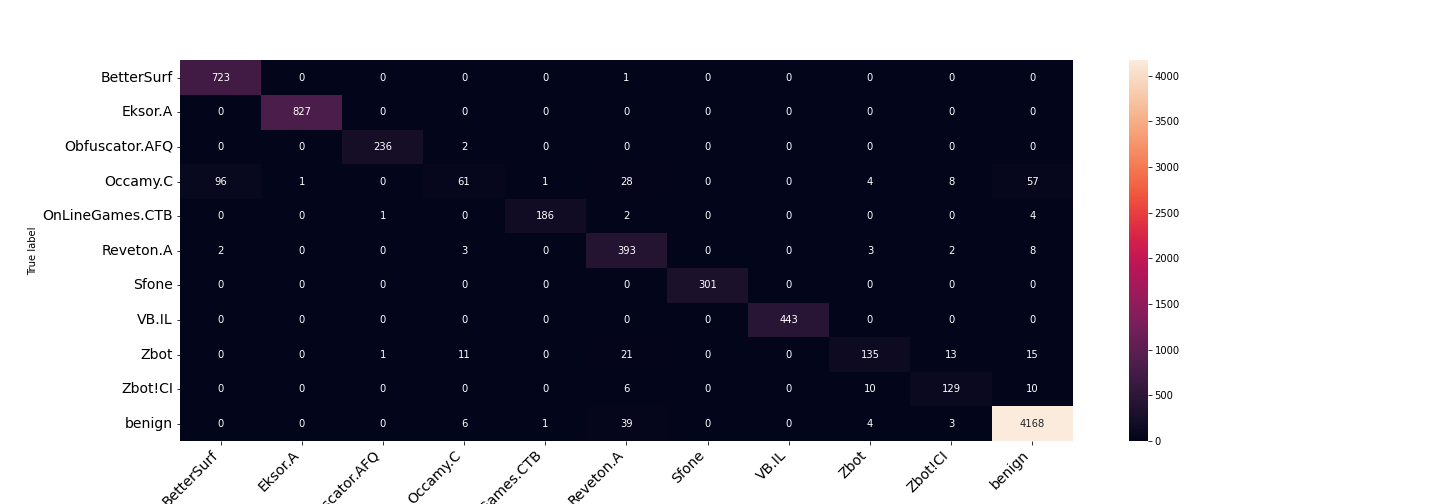 BetterSurf 723 0 0 0 0 1 0 0 0 0 0
Eksor.A 0 827 0 0 0 0 0 0 0 0 0
Obfuscator.AFQ 0 0 236 2 0 0 0 0 0 0 0
Occamy.C 96 1 0 61 1 28 0 0 4 8 57
OnLineGames.CTB 0 0 1 0 186 2 0 0 0 0 4
Reveton.A 2 0 0 3 0 393 0 0 3 2 8
Sfone 0 0 0 0 0 0 301 0 0 0 0
VB.IL 0 0 0 0 0 0 0 443 0 0 0
Zbot 0 0 1 11 0 21 0 0 135 13 15
Zbot!CI 0 0 0 0 0 6 0 0 10 129 10
benign 0 0 0 6 1 39 0 0 4 3 4168
True label
BetterSurf
Eksor.A
scator.AFQ
Occamy.C
Games.CTB
Reveton.A
Sfone
VB.IL
Zbot
Zbot!CI
benign
4000
3500
3000
2500
2000
1500
1000
500
0